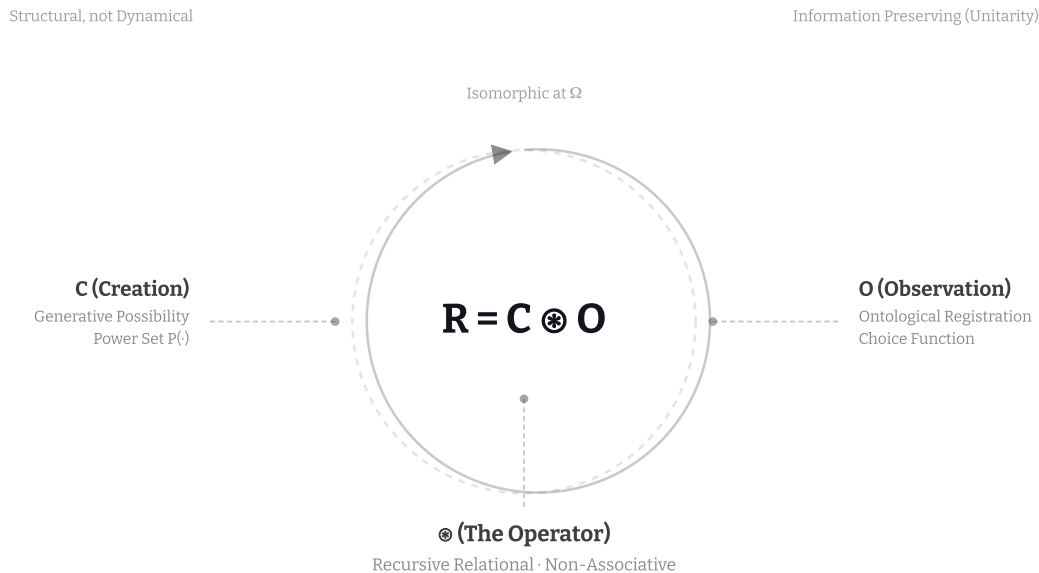 Structural, not Dynamical
Information Preserving (Unitarity)
Isomorphic at Ω
C (Creation)
Generative Possibility
Power Set P(·)
R = C ⊛ O
O (Observation)
Ontological Registration
Choice Function
⊛ (The Operator)
Recursive Relational · Non-Associative